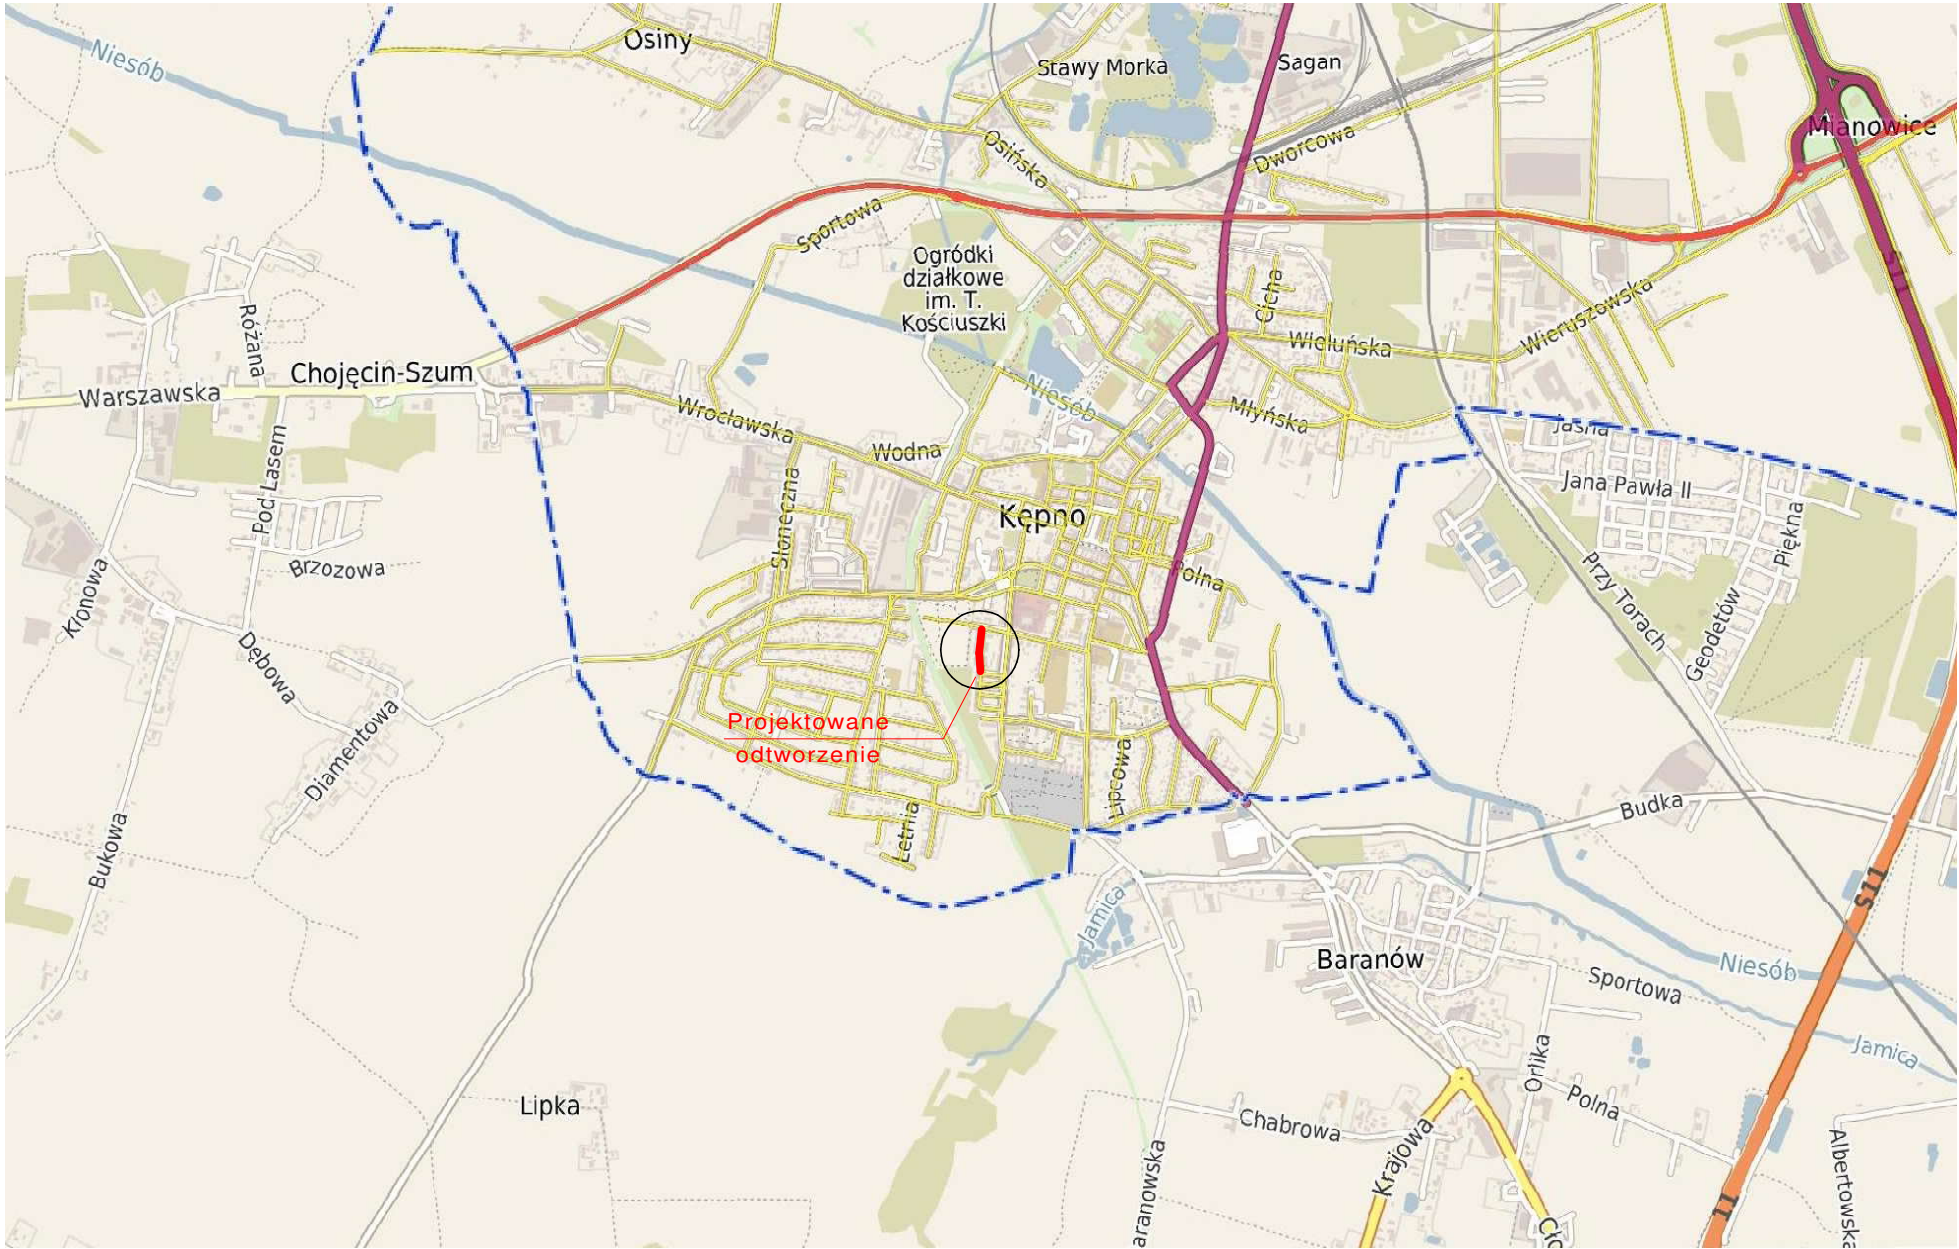 Osiny
Niesób
Stawy Morka
Sagan
Mianowice
Dworcowa
Osińska
Sportowa
Ogródki
działkowe
im. T.
Kościuszki
Cicha
S11
Wieluńska
Wieruszowska
Różana
Chojęcin-Szum
Warszawska
Niesób
Wrocławska
Młyńska
Wodna
Jasna
Pod Lasem
Słoneczna
Jana Pawła II
Kępno
Piękna
Brzozowa
Polna
Klonowa
Przy Torach
Geodetów
Dębowa
Projektowane
odtworzenie
Diamentowa
Lipcowa
Letnia
Budka
Bukowa
S11
Jamica
Baranów
Niesób
Sportowa
Jamica
Orlika
Lipka
Polna
Chabrowa
Krajowa
Albertowska
aranowska
11